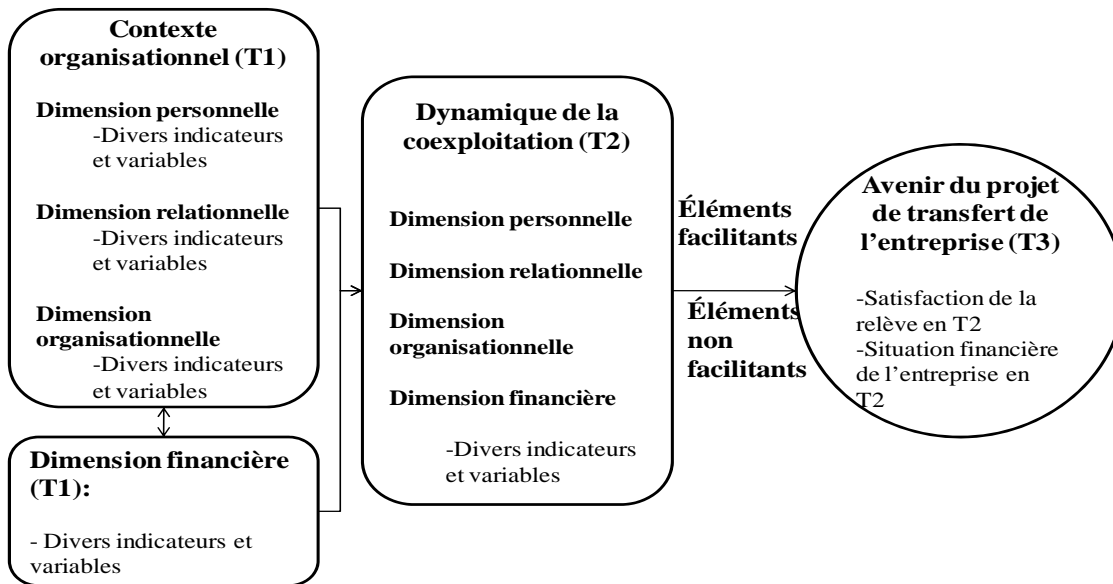 Contexte
organisationnel (T1)
Dimension personnelle
-Divers indicateurs
et variables
Dimension relationnelle
-Divers indicateurs
et variables
Dimension
organisationnelle
-Divers indicateurs
et variables
Dimension financière
(T1):
- Divers indicateurs et
variables
Dynamique de la
coexploitation (T2)
Dimension personnelle
Dimension relationnelle
Dimension
organisationnelle
Dimension financière
-Divers indicateurs
et variables
Éléments
facilitants
Éléments
non
facilitants
Avenir du projet
de transfert de
l’entreprise (T3)
-Satisfaction de la
relève en T2
-Situation financière
de l’entreprise en
T2